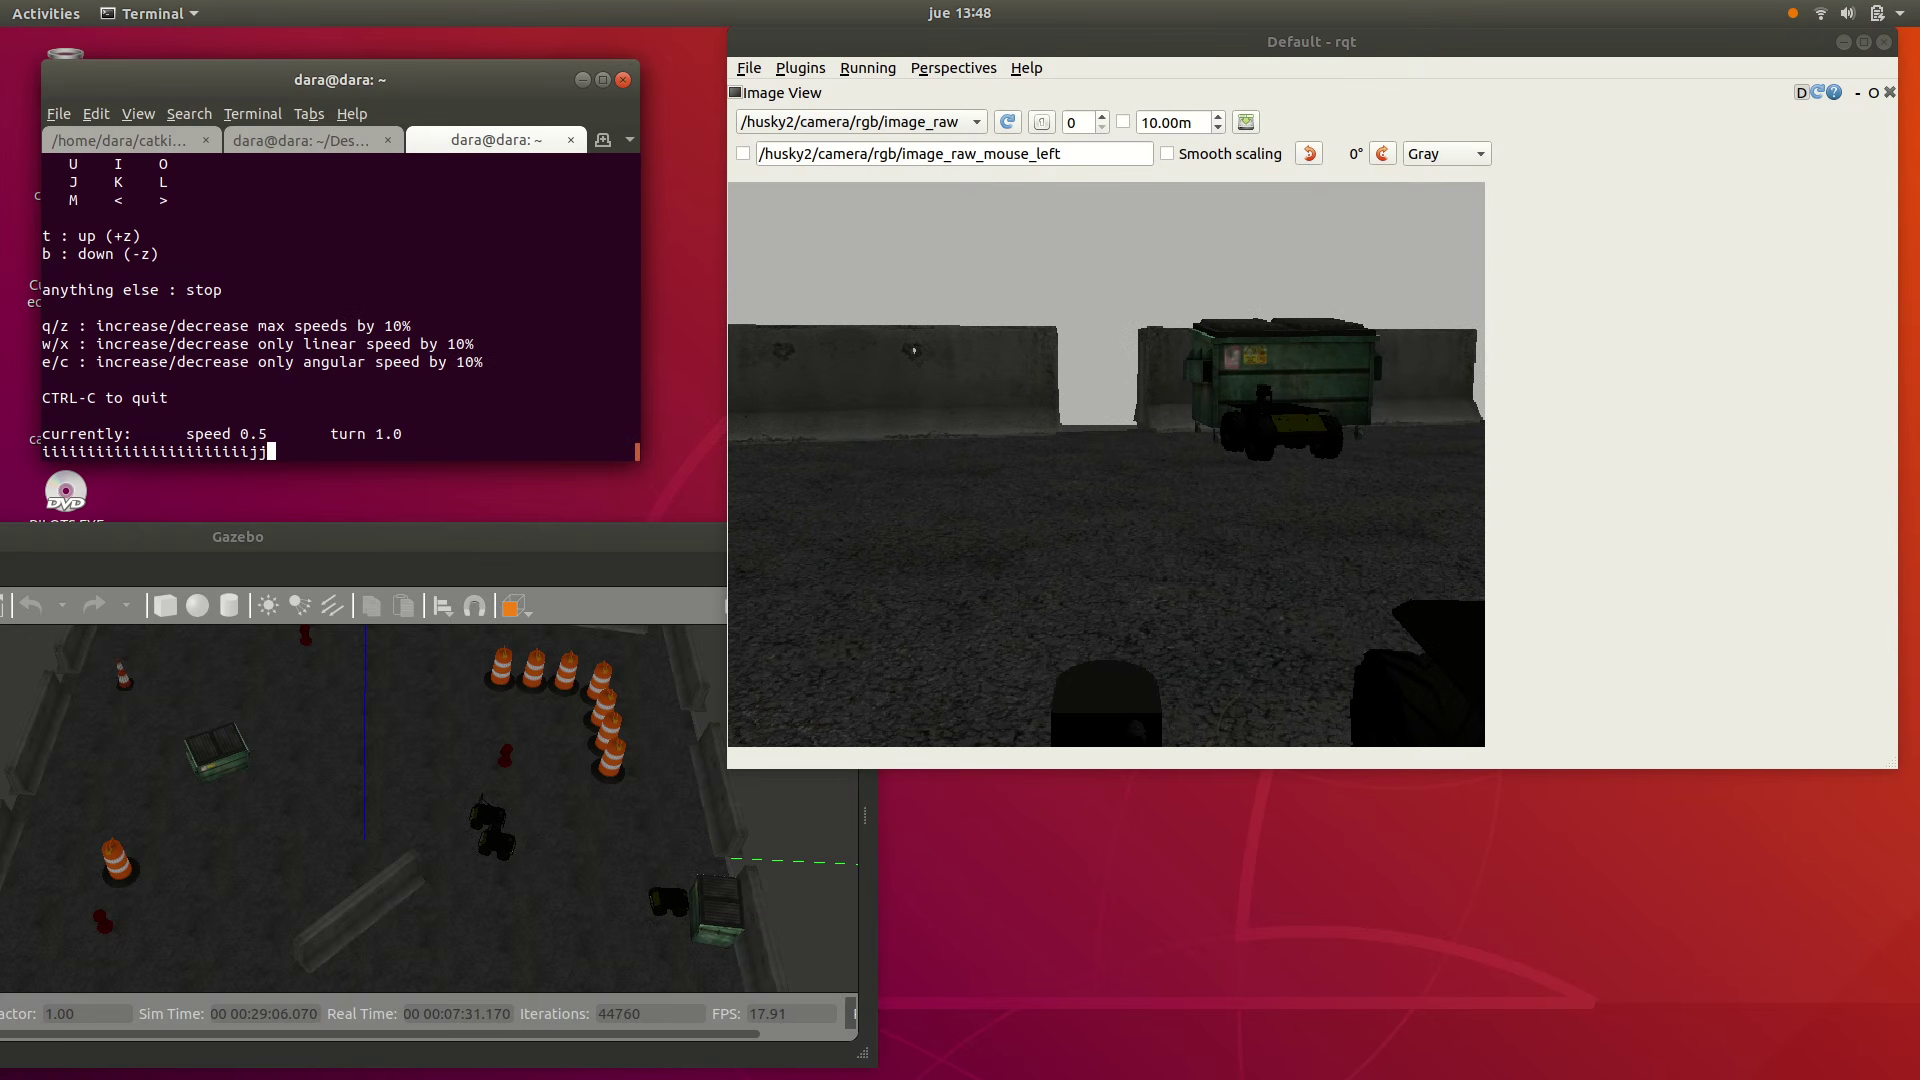 Activities
Terminal
jue 13:48
dara@dara: ~
File Edit View Search Terminal Tabs Help
/home/dara/catki... × dara@dara: ~/Des... × dara@dara: ~ ×
U I O
J K L
M < >
t : up (+z)
b : down (-z)
anything else : stop
q/z : increase/decrease max speeds by 10%
w/x : increase/decrease only linear speed by 10%
e/c : increase/decrease only angular speed by 10%
CTRL-C to quit
currently: speed 0.5 turn 1.0
iiiiiiiiiiiiiiiiiiiiiiijj
DVD
Default - rqt
File Plugins Running Perspectives Help
Image View
D
- O
/husky2/camera/rgb/image_raw
0
10.00m
/husky2/camera/rgb/image_raw_mouse_left
Smooth scaling
0°
Gray
Gazebo
actor: 1.00 Sim Time: 00 00:29:06.070 Real Time: 00 00:07:31.170 Iterations: 44760 FPS: 17.91